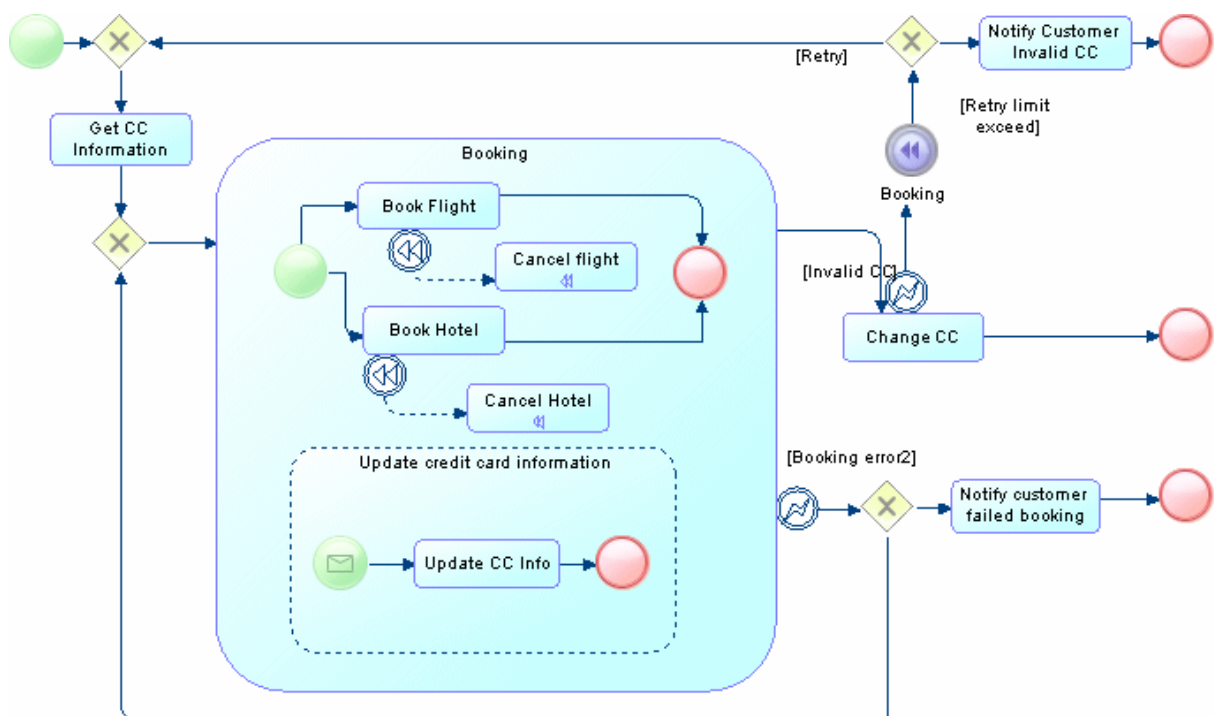 Notify Customer
Invalid CC
[Retry]
[Retry limit
exceed]
Get CC
Information
Booking
Booking
Book Flight
Cancel flight
[Invalid CC]
Book Hotel
Change CC
Cancel Hotel
Update credit card information
[Booking error2]
Notify customer
failed booking
Update CC Info